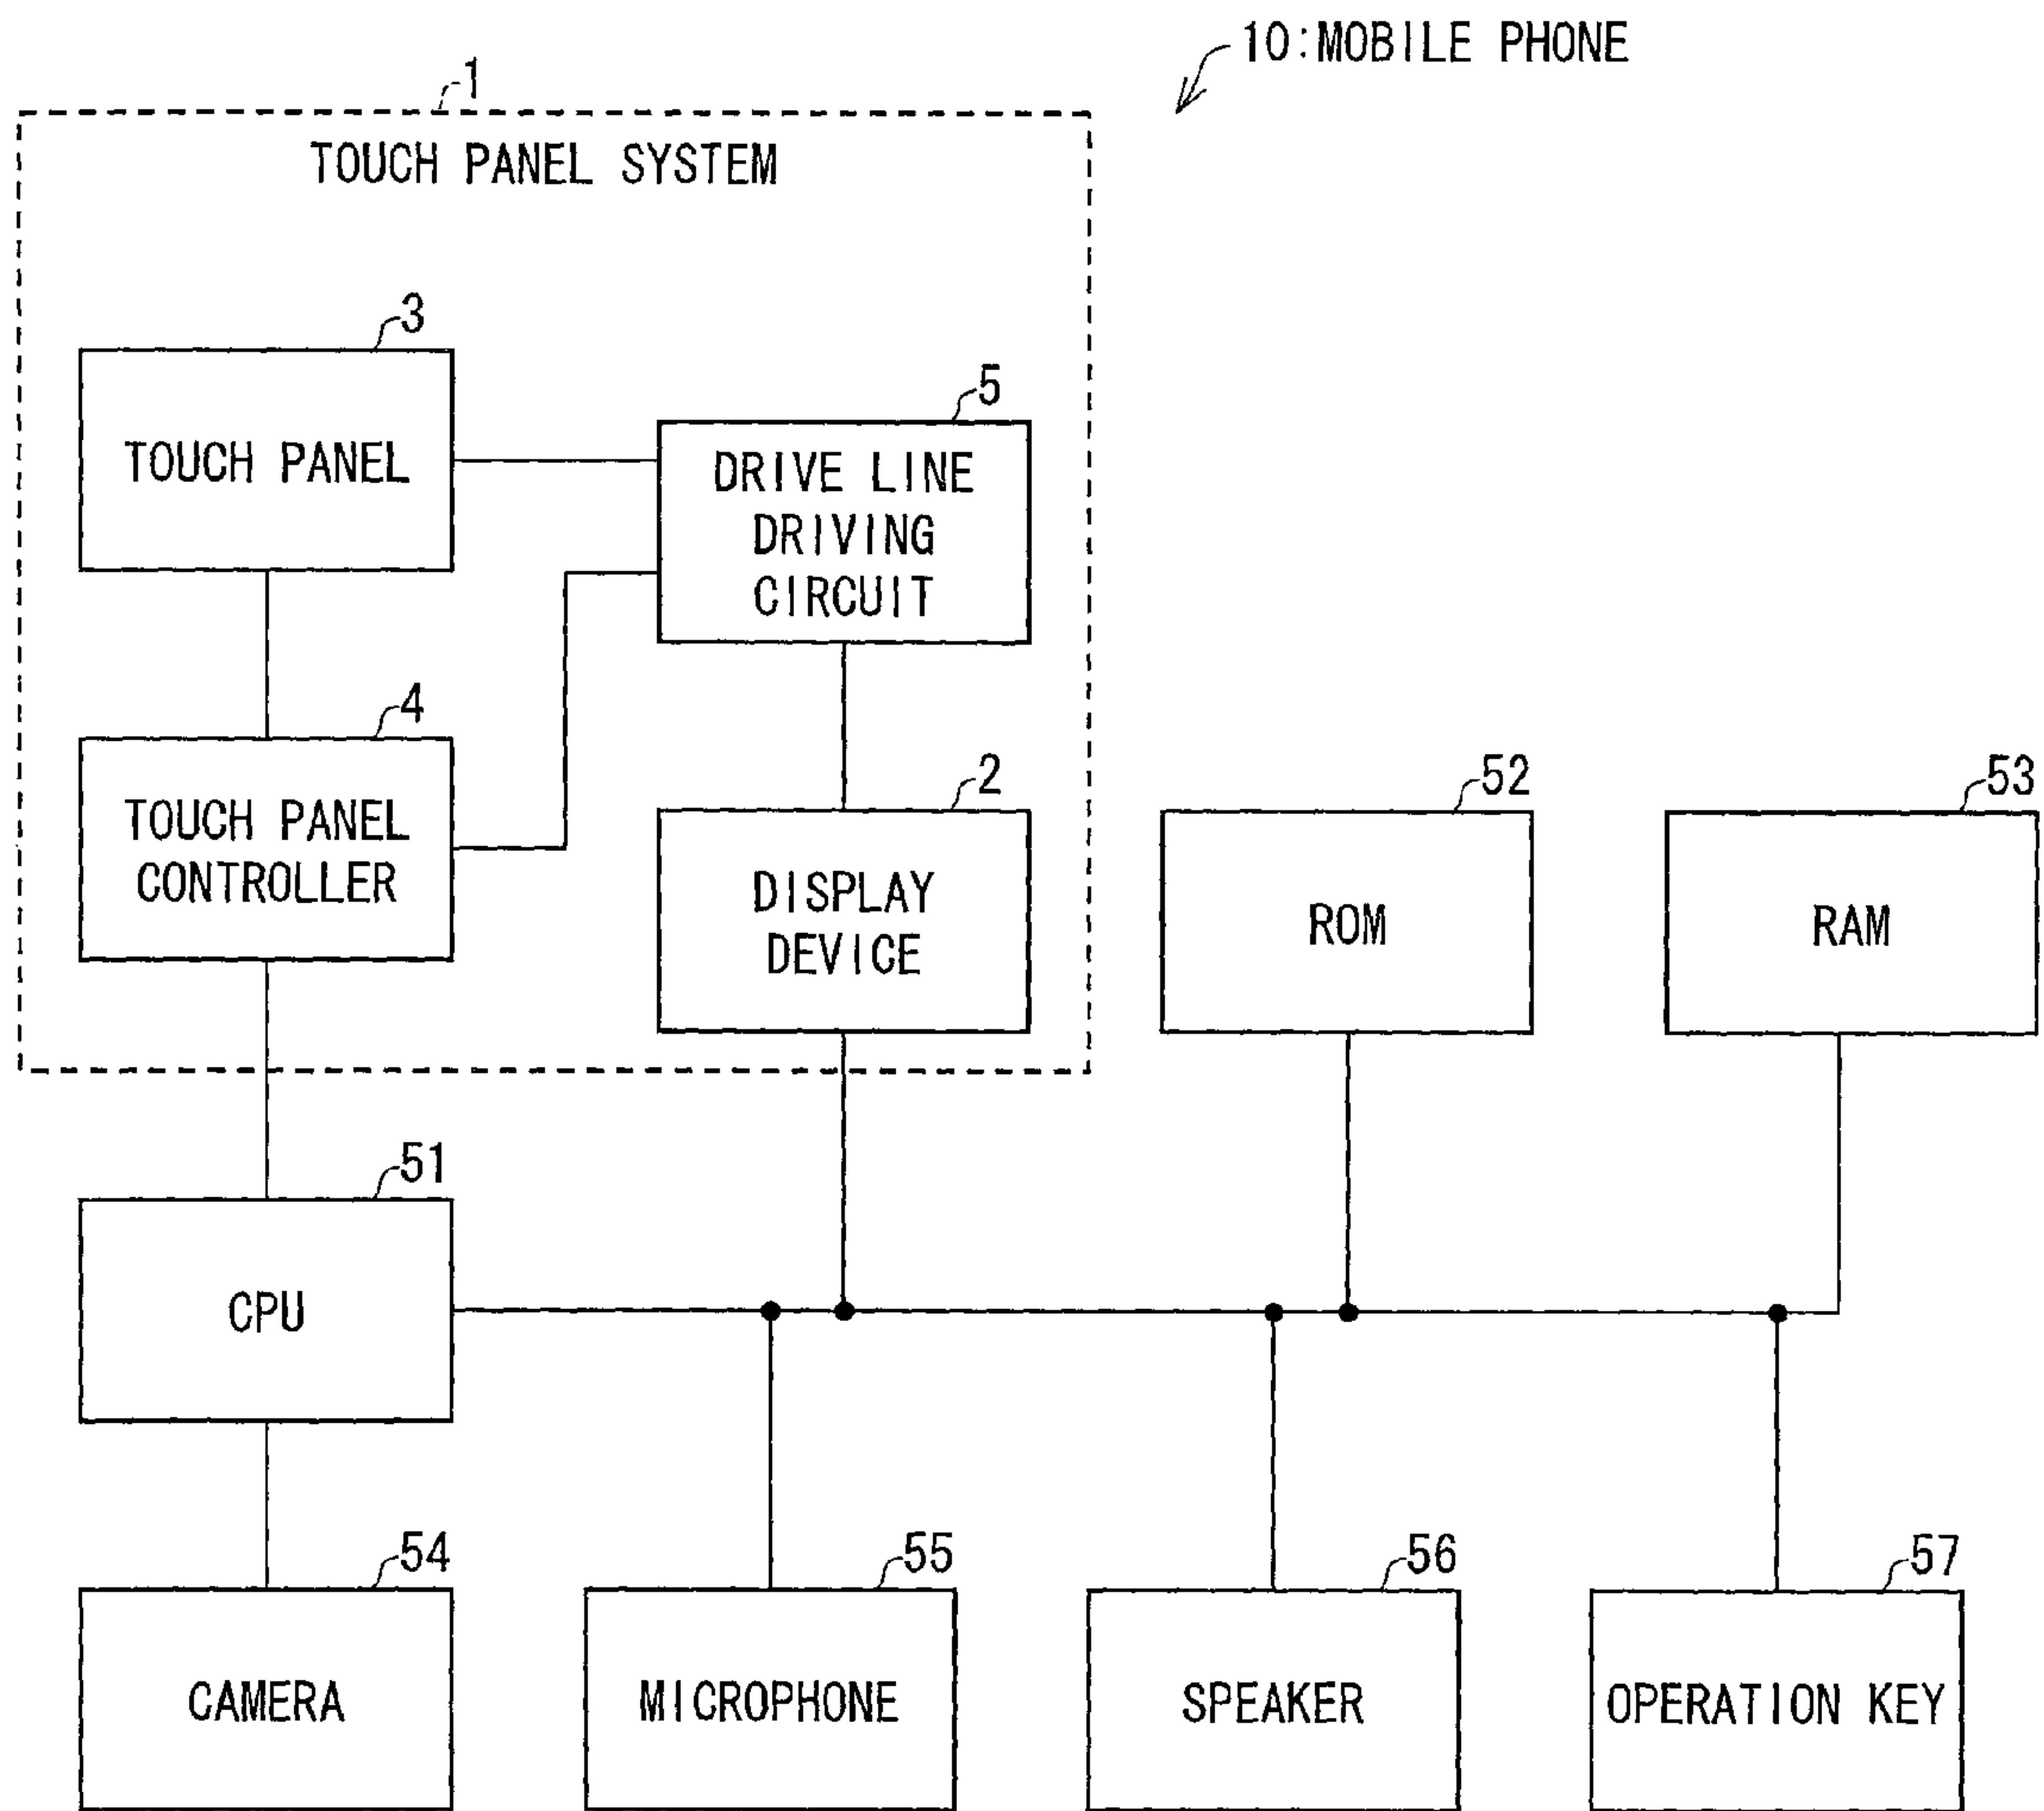 10:MOBILE PHONE
1
TOUCH PANEL SYSTEM
3
TOUCH PANEL
5
DRIVE LINE
DRIVING
CIRCUIT
4
TOUCH PANEL
CONTROLLER
2
DISPLAY
DEVICE
52
ROM
53
RAM
51
CPU
54
CAMERA
55
MICROPHONE
56
SPEAKER
57
OPERATION KEY